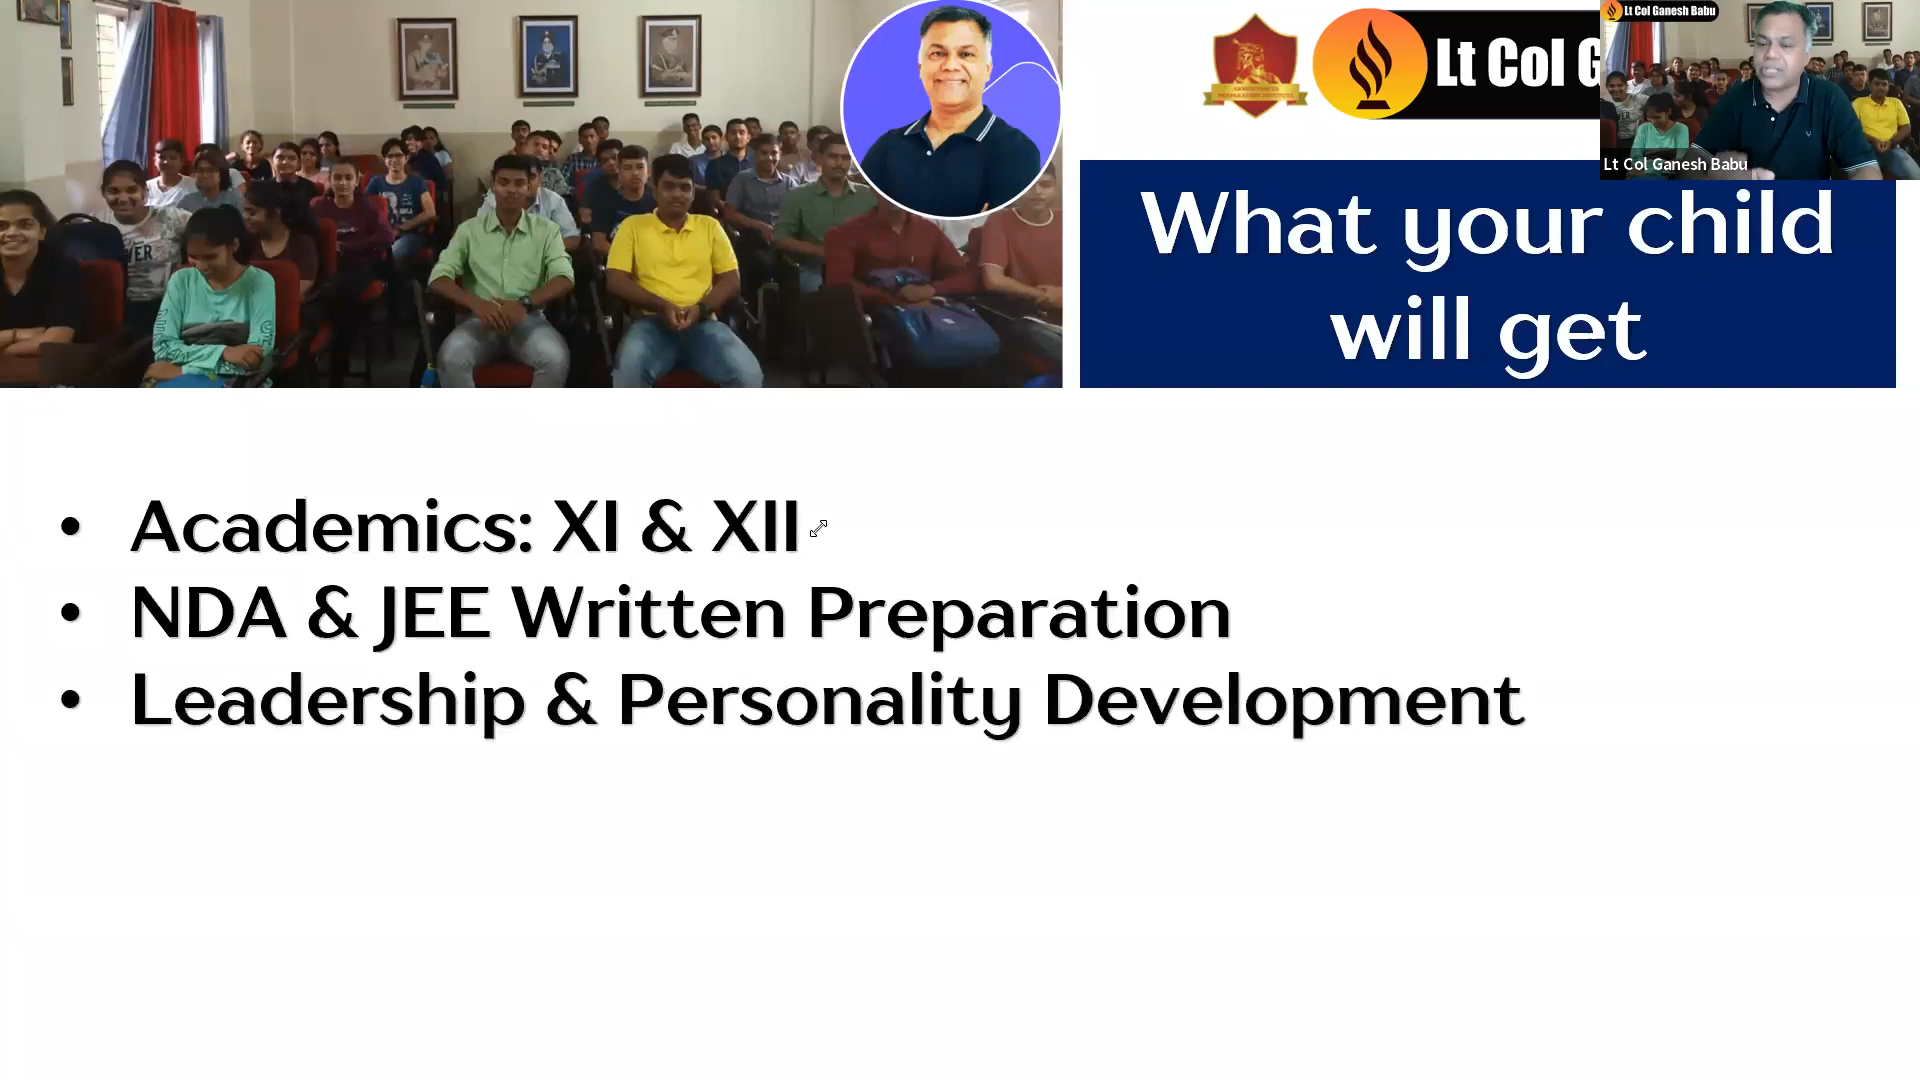 Lt Col G
Lt Col Ganesh Babu
Lt Col Ganesh Babu
What your child
will get
• Academics: XI & XII
• NDA & JEE Written Preparation
• Leadership & Personality Development